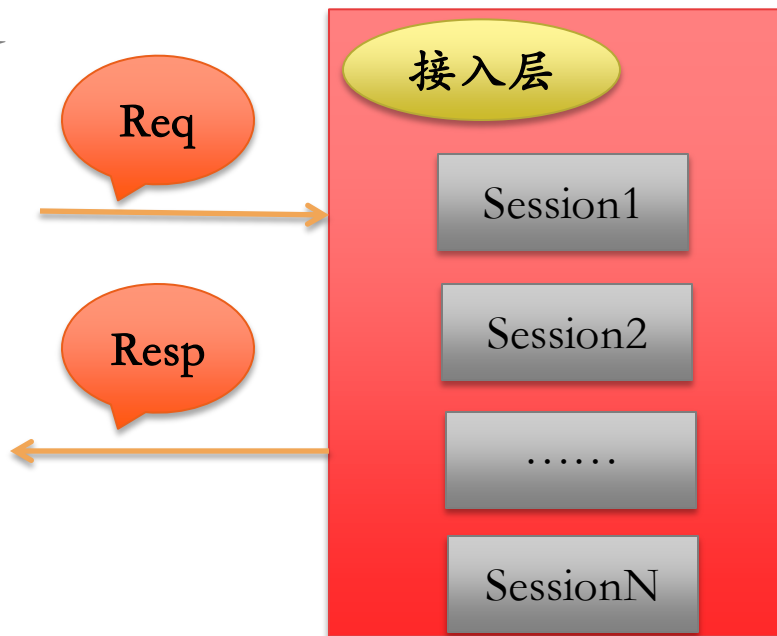 接入层
Req
Session1
Resp
Session2
……
SessionN